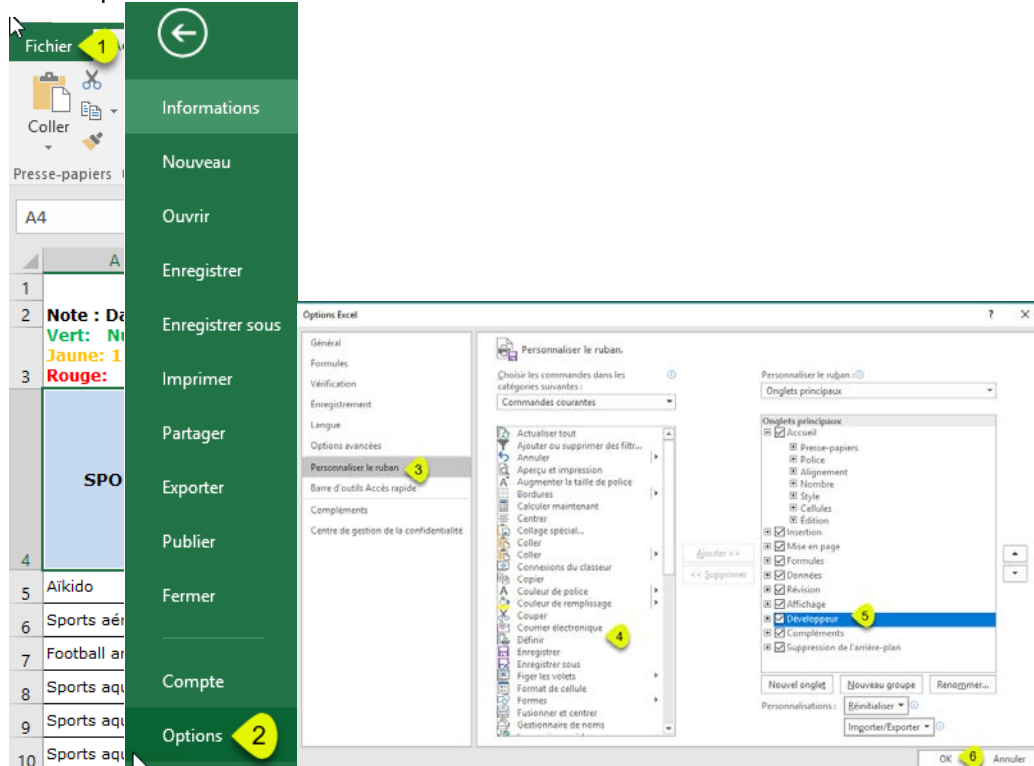 Fichier 1
Coller
Presse-papiers
A4
A
1
2 Note : Da
Vert: Nu
Jaune: 1
3 Rouge:
SPO
4
5 Aïkido
6 Sports aér
7 Football ar
8 Sports aqu
9 Sports aqu
10 Sports aqu
Informations
Nouveau
Ouvrir
Enregistrer
Enregistrer sous
Imprimer
Partager
Exporter
Publier
Fermer
Compte
Options 2
Options Excel ? X
Général
Formules
Vérification
Enregistrement
Langue
Options avancées
Personnaliser le ruban 3
Barre d'outils Accès rapide
Compléments
Centre de gestion de la confidentialité
Personnaliser le ruban.
Choisir les commandes dans les
catégories suivantes :
Commandes courantes
Actualiser tout
Ajouter ou supprimer des filtr...
Annuler
Aperçu et impression
Augmenter la taille de police
Bordures
Calculer maintenant
Centrer
Collage spécial...
Coller
Coller
Connexions du classeur
Copier
Couleur de police
Couleur de remplissage
Couper
Courrier électronique
Définir 4
Enregistrer
Enregistrer sous
Figer les volets
Format de cellule
Formes
Fusionner et centrer
Gestionnaire de noms
Ajouter >>
<< Supprimer
Personnaliser le ruban :
Onglets principaux
Onglets principaux
Accueil
Presse-papiers
Police
Alignement
Nombre
Style
Cellules
Édition
Insertion
Mise en page
Formules
Données
Révision
Affichage
Développeur 5
Compléments
Suppression de l'arrière-plan
Nouvel onglet Nouveau groupe Renommer...
Personnalisations : Réinitialiser
Importer/Exporter
OK 6 Annuler